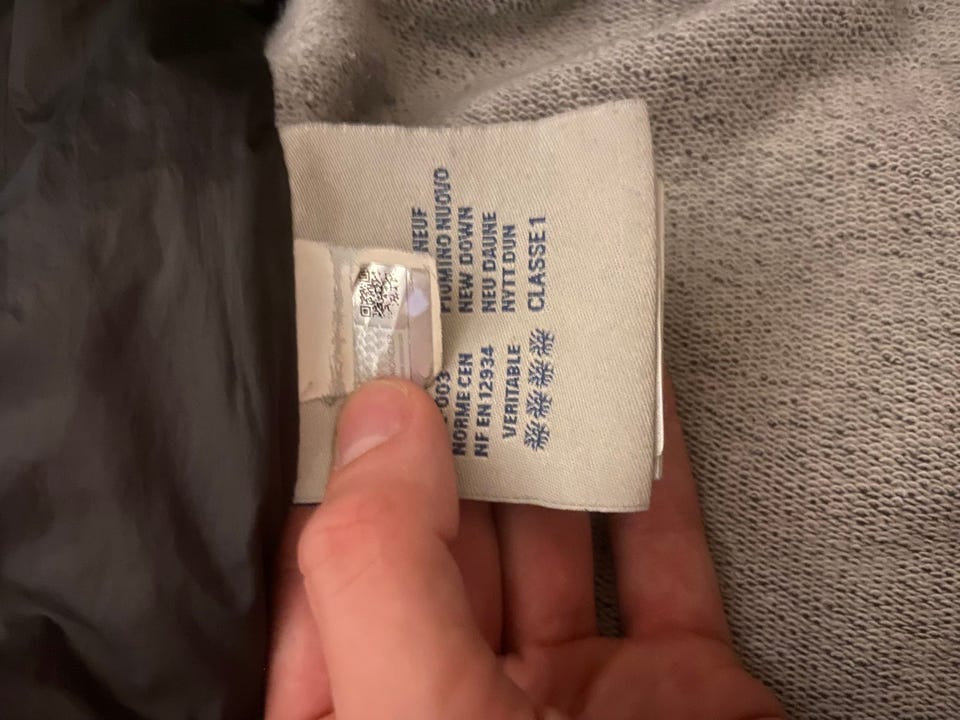 NEUF
PIUMINO NUOVO
NEW DOWN
NEU DAUNE
NYTT DUN
CLASSE 1
003
NORME CEN
NF EN 12934
VERITABLE